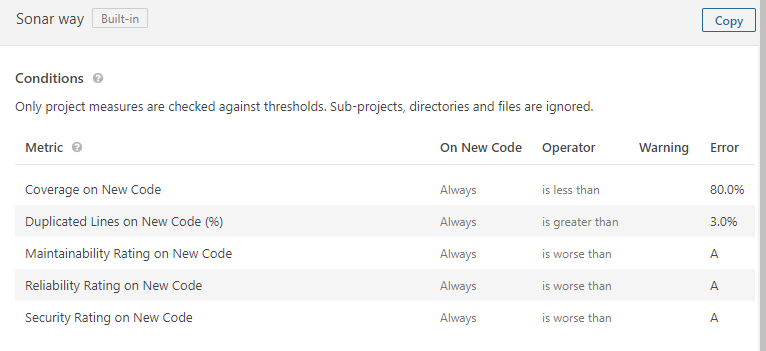 Sonar way Built-in Copy
Conditions ?
Only project measures are checked against thresholds. Sub-projects, directories and files are ignored.
Metric ? On New Code Operator Warning Error
Coverage on New Code Always is less than 80.0%
Duplicated Lines on New Code (%) Always is greater than 3.0%
Maintainability Rating on New Code Always is worse than A
Reliability Rating on New Code Always is worse than A
Security Rating on New Code Always is worse than A